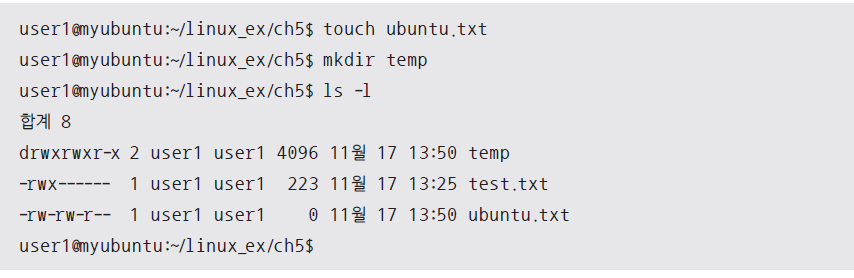 user1@myubuntu:~/linux_ex/ch5$ touch ubuntu.txt
user1@myubuntu:~/linux_ex/ch5$ mkdir temp
user1@myubuntu:~/linux_ex/ch5$ ls -l
합계 8
drwxrwxr-x 2 user1 user1 4096 11월 17 13:50 temp
-rwx------ 1 user1 user1 223 11월 17 13:25 test.txt
-rw-rw-r-- 1 user1 user1 0 11월 17 13:50 ubuntu.txt
user1@myubuntu:~/linux_ex/ch5$